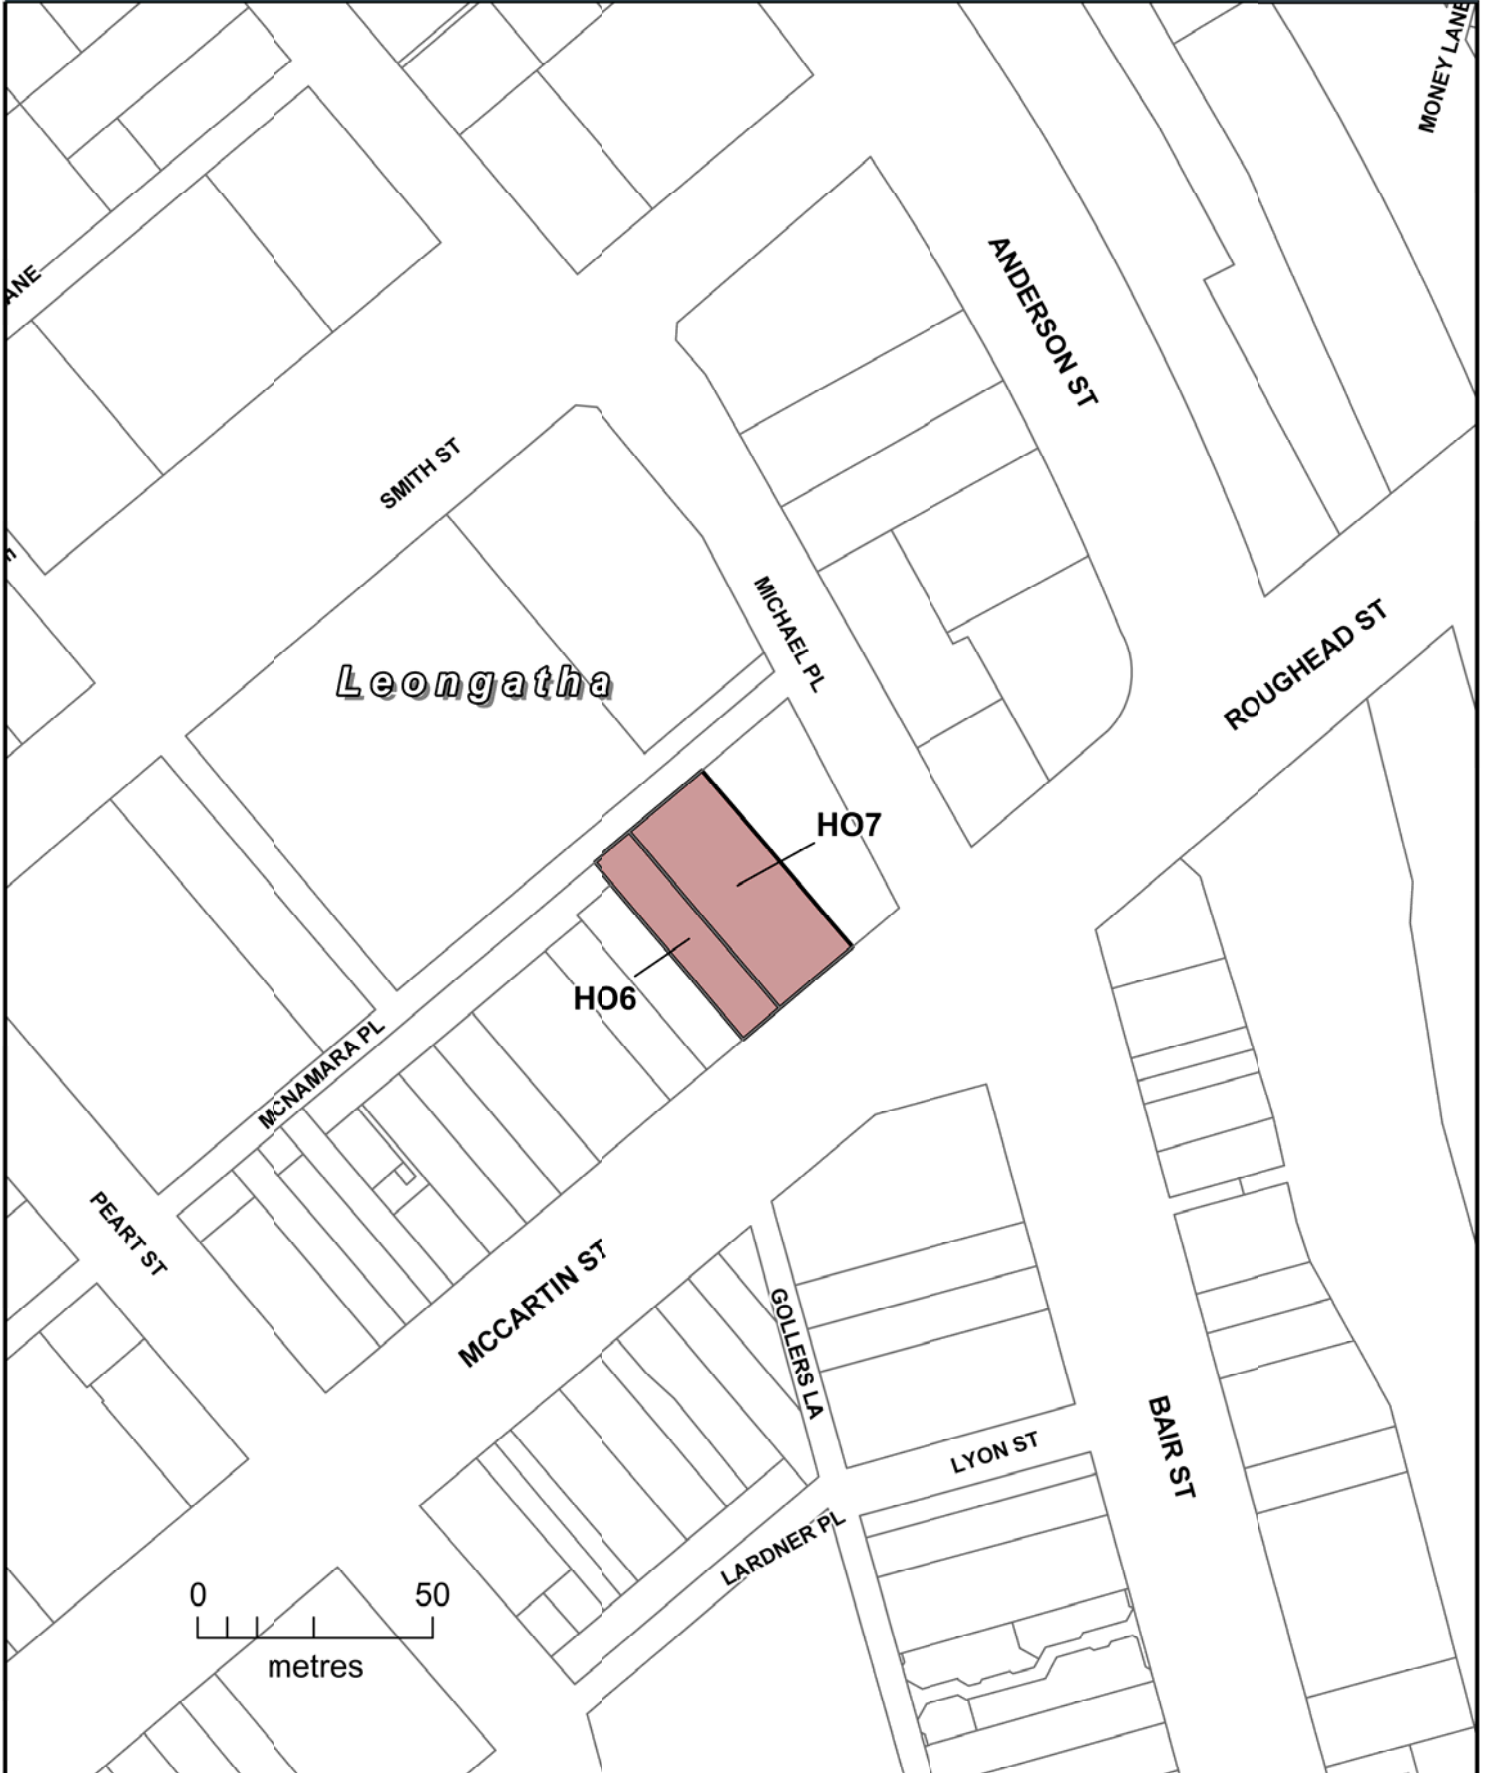 MONEY LANE
ANE
ANDERSON ST
SMITH ST
MICHAEL PL
ROUGHEAD ST
Leongatha
HO7
HO6
MCNAMARA PL
PEART ST
MCCARTIN ST
GOLLERS LA
BAIR ST
LYON ST
LARDNER PL
0 50
metres